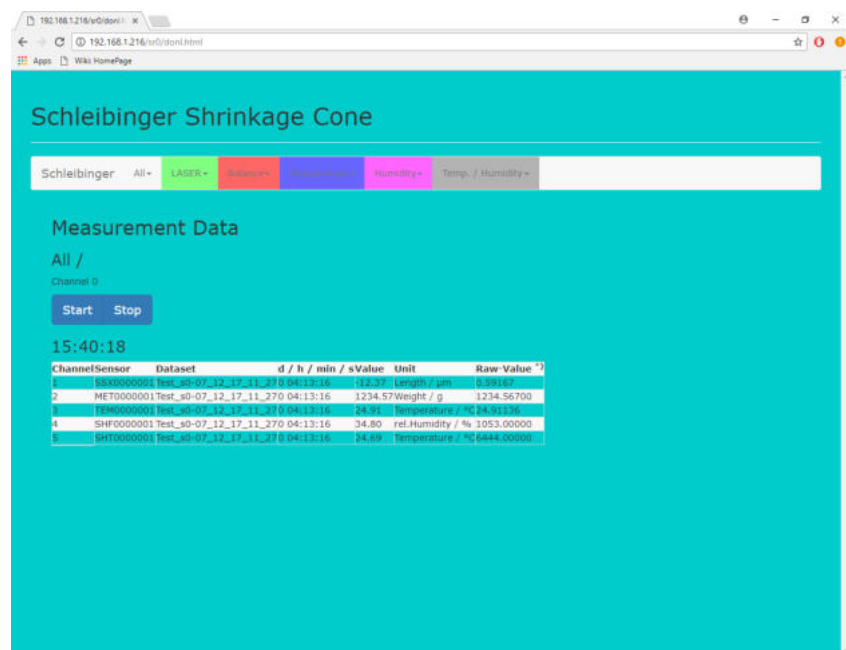 192.168.1.216/sr0/donl.h
192.168.1.216/sr0/donl.html
Apps Wiki HomePage
Schleibinger Shrinkage Cone
Schleibinger All LASER Balance Temperature Humidity Temp. / Humidity
Measurement Data
All /
Channel 0
Start Stop
15:40:18
Channel Sensor Dataset d / h / min / s Value Unit Raw-Value *)
1 SSX0000001 Test_s0-07_12_17_11_27 0 04:13:16 -12.37 Length / µm 0.59167
2 MET0000001 Test_s0-07_12_17_11_27 0 04:13:16 1234.57 Weight / g 1234.56700
3 TEM0000001 Test_s0-07_12_17_11_27 0 04:13:16 24.91 Temperature / °C 24.91136
4 SHF0000001 Test_s0-07_12_17_11_27 0 04:13:16 34.80 rel.Humidity / % 1053.00000
5 SHT0000001 Test_s0-07_12_17_11_27 0 04:13:16 24.69 Temperature / °C 6444.00000